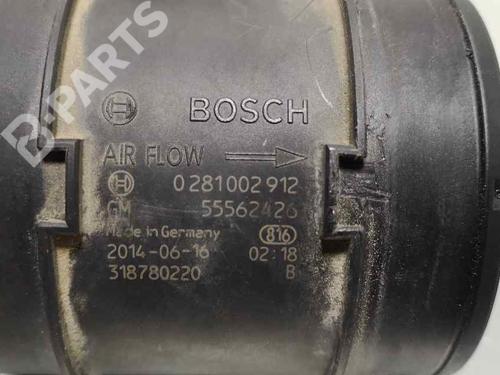 B-PARTS
BOSCH
AIR FLOW
0 281 002 912
GM 55562426
Made in Germany 816
2014-06-16 02:18
318780220 B